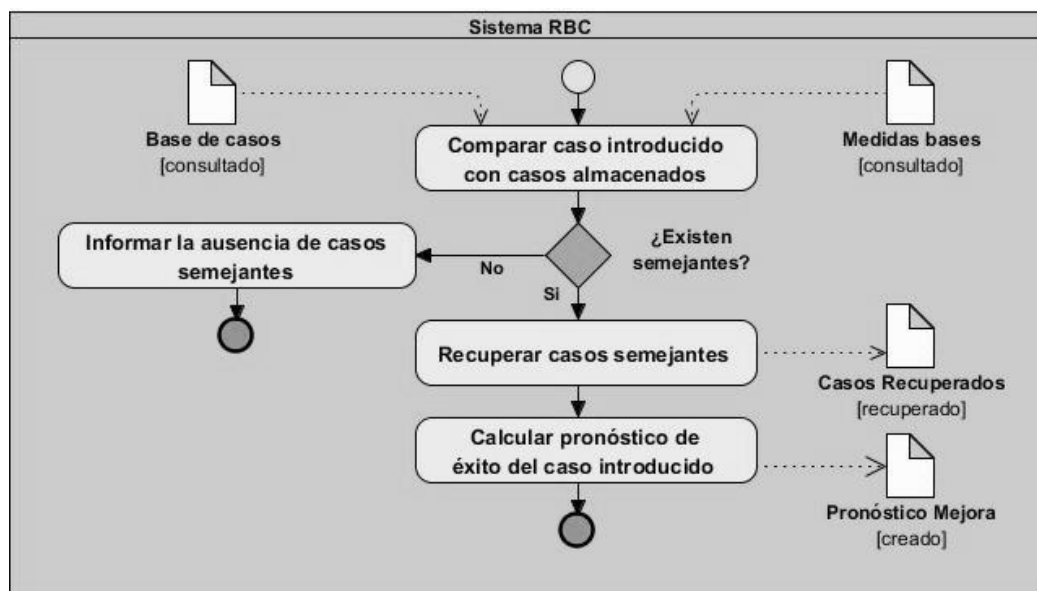 Sistema RBC
Base de casos
[consultado]
Medidas bases
[consultado]
Comparar caso introducido
con casos almacenados
¿Existen
semejantes?
No
Si
Informar la ausencia de casos
semejantes
Recuperar casos semejantes
Casos Recuperados
[recuperado]
Calcular pronóstico de
éxito del caso introducido
Pronóstico Mejora
[creado]